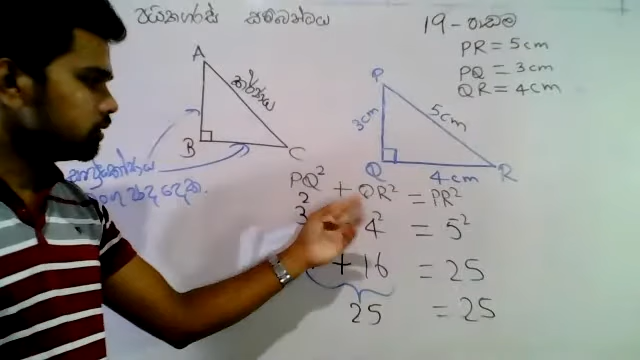 පයිතගරස් සම්බන්ධය
19 - පාඩම
PR = 5cm
PQ = 3cm
QR = 4cm
A
කර්ණය
B
C
P
3cm
5cm
Q
4cm
R
PQ² + QR² = PR²
3² 4² = 5²
+ 16 = 25
25 = 25